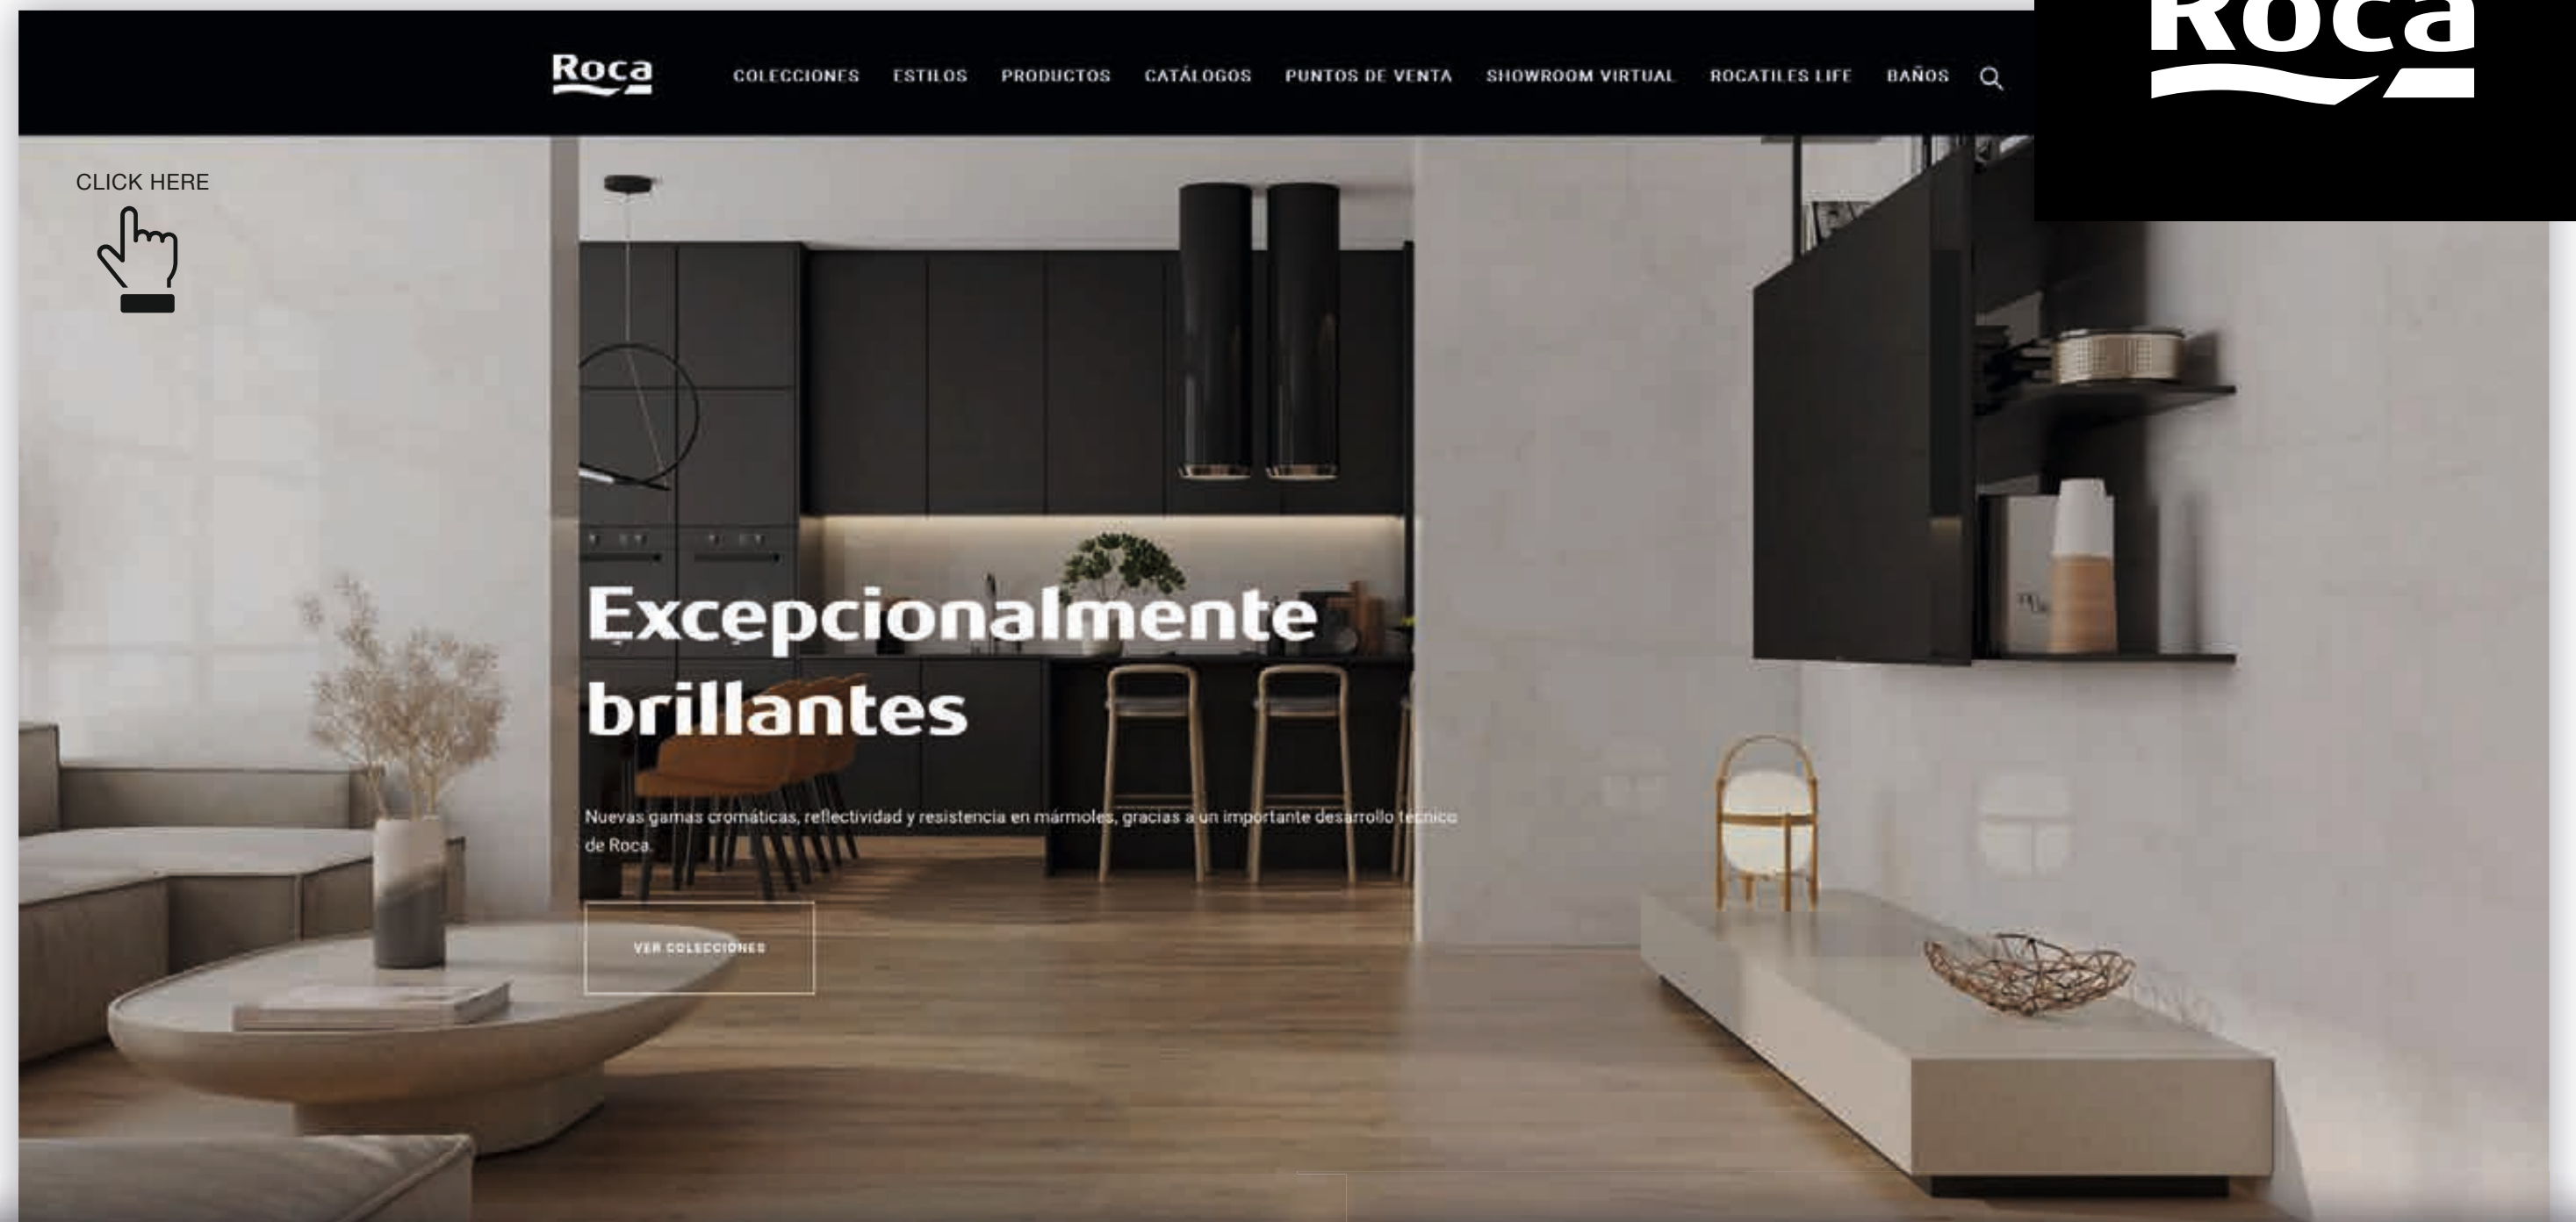 Roca
Roca
COLECCIONES ESTILOS PRODUCTOS CATÁLOGOS PUNTOS DE VENTA SHOWROOM VIRTUAL ROCATILES LIFE BAÑOS
CLICK HERE
Excepcionalmente
brillantes
Nuevas gamas cromáticas, reflectividad y resistencia en mármoles, gracias a un importante desarrollo técnico
de Roca.
VER COLECCIONES